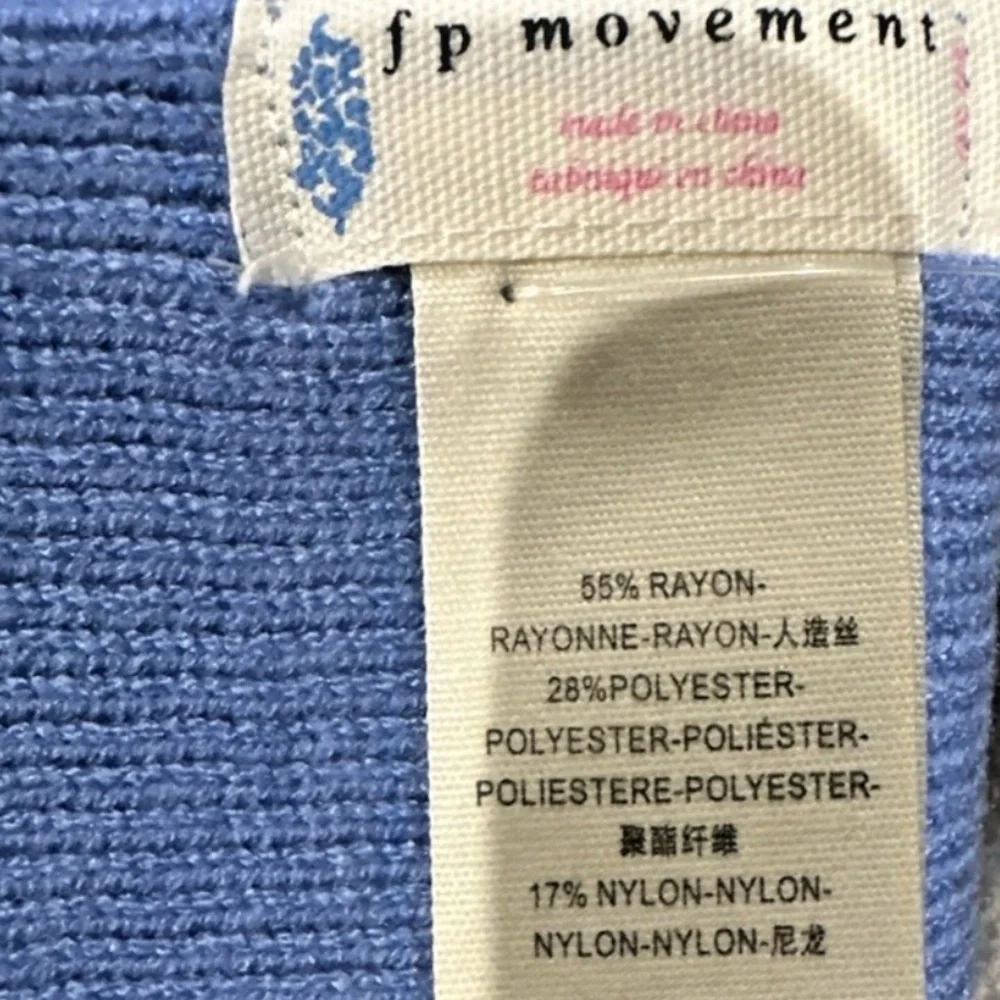 fp movement
made in china
fabriqué en china
55% RAYON-
RAYONNE-RAYON-人造丝
28%POLYESTER-
POLYESTER-POLIÉSTER-
POLIESTERE-POLYESTER-
聚酯纤维
17% NYLON-NYLON-
NYLON-NYLON-尼龙